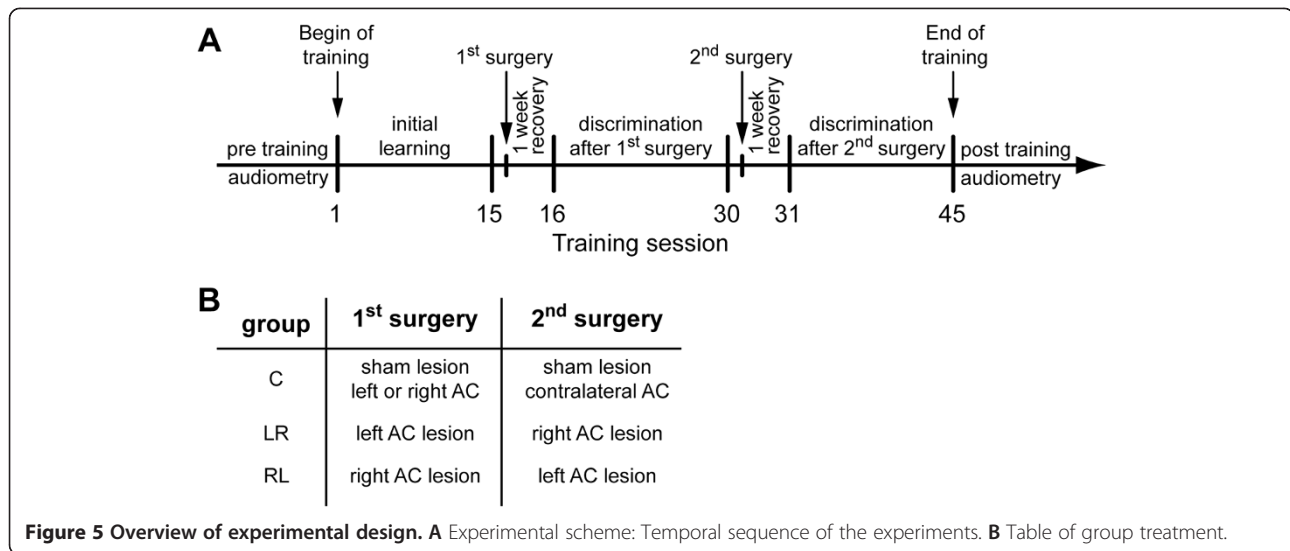 A
Begin of
training
1st surgery
2nd surgery
End of
training
pre training
audiometry
initial
learning
1 week
recovery
discrimination
after 1st surgery
1 week
recovery
discrimination
after 2nd surgery
post training
audiometry
1 15 16 30 31 45
Training session
B
group 1st surgery 2nd surgery
C
sham lesion
left or right AC
sham lesion
contralateral AC
LR left AC lesion right AC lesion
RL right AC lesion left AC lesion
Figure 5 Overview of experimental design. A Experimental scheme: Temporal sequence of the experiments. B Table of group treatment.